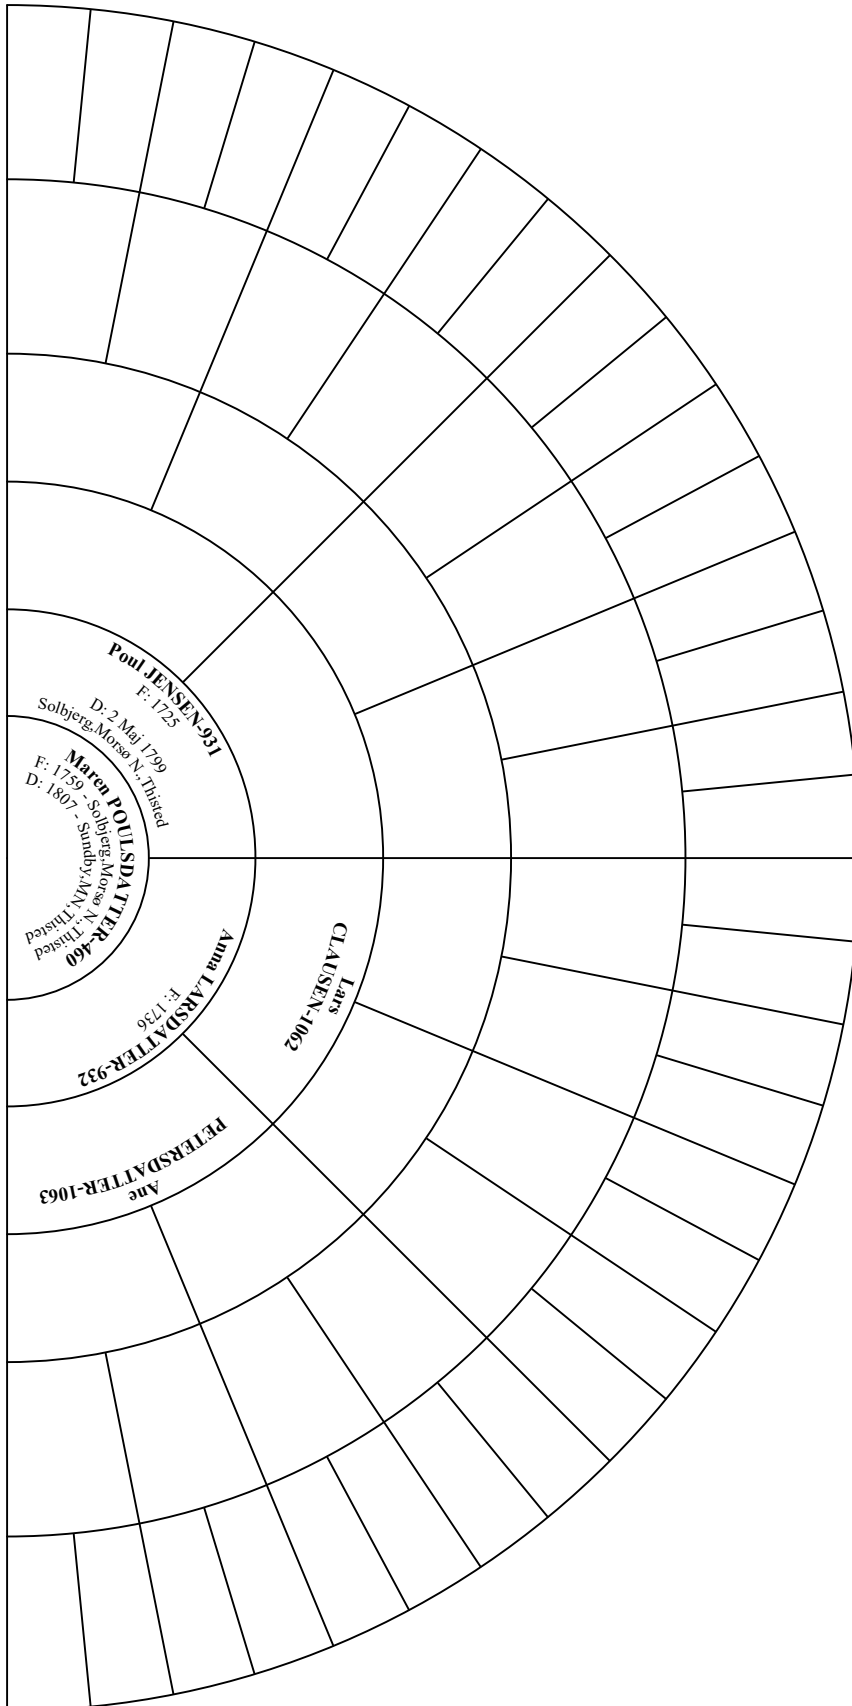 Poul JENSEN-931
F: 1725
D: 2 Maj 1799
Solbjerg,Morsø N.,Thisted
Maren POULSDATTER-460
F: 1759 - Solbjerg,Morsø N.,Thisted
D: 1807 - Sundby,MN,Thisted
Anna LARSDATTER-932
F: 1736
Lars
CLAUSEN-1062
Ane
PETERSDATTER-1063